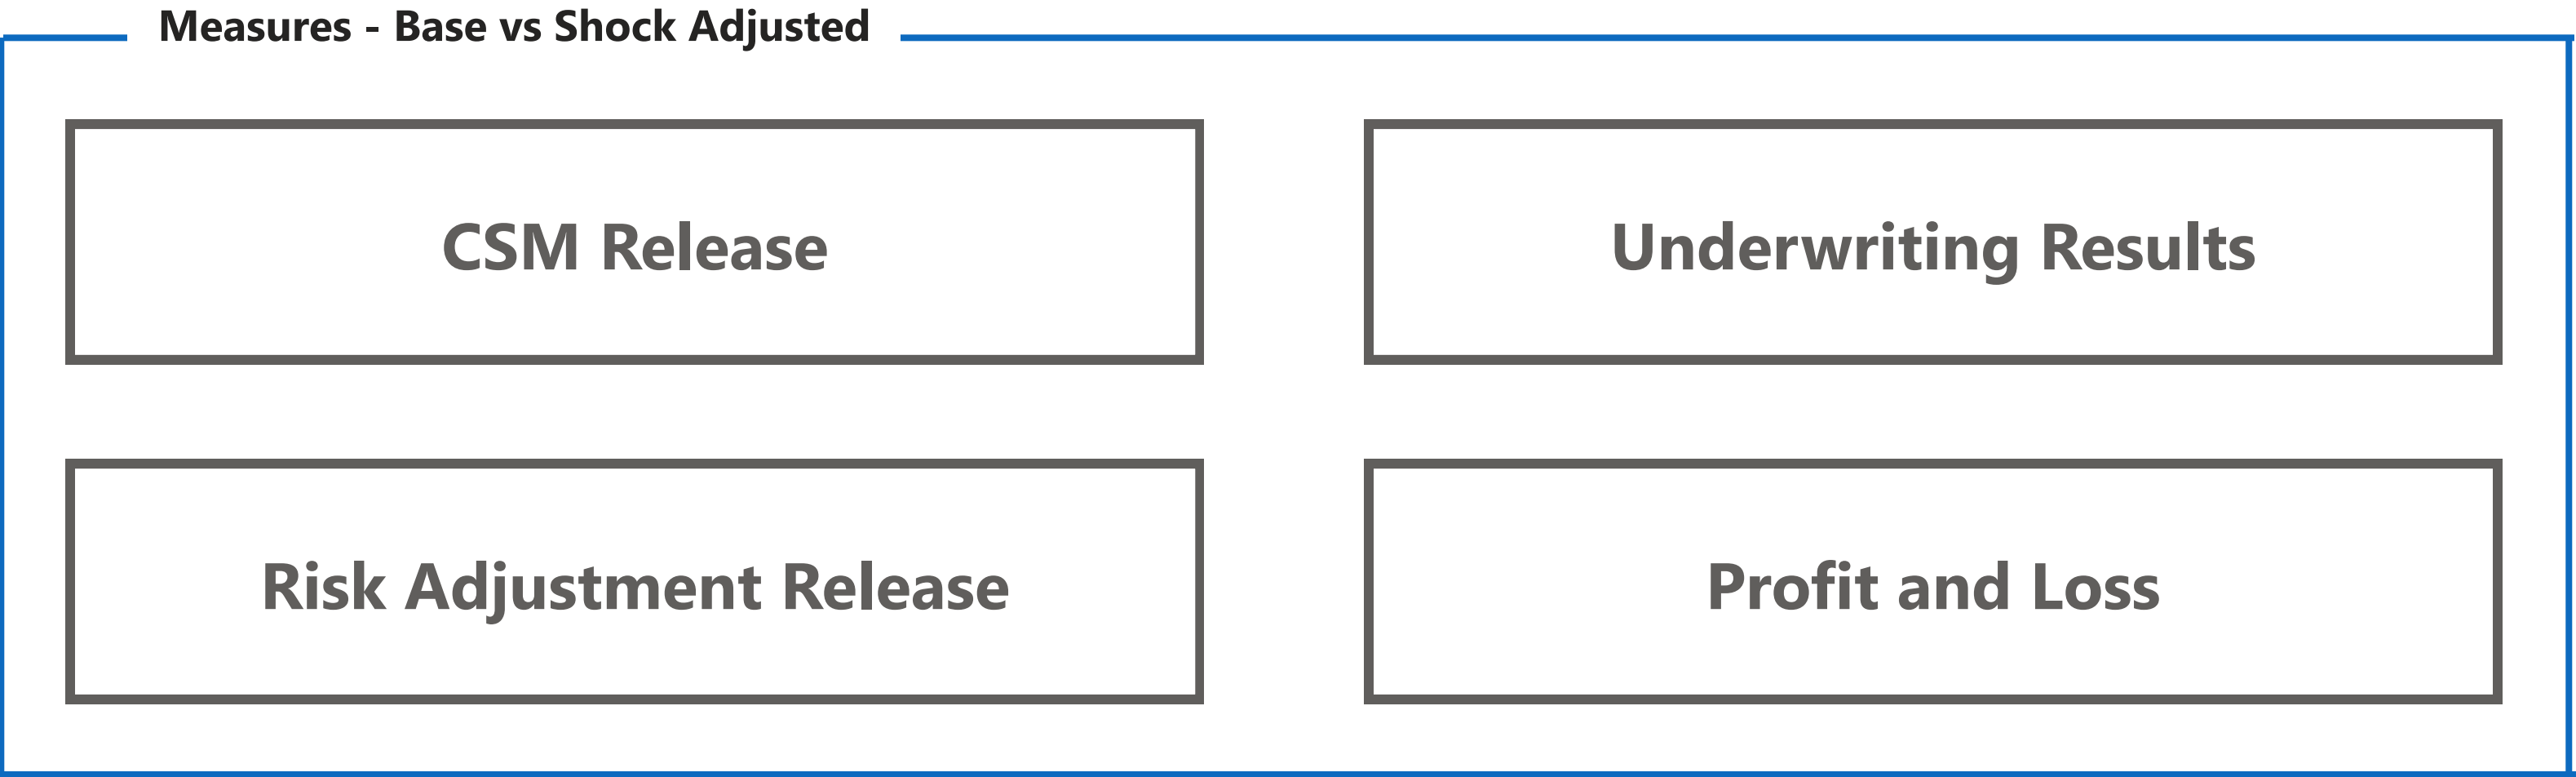 Measures - Base vs Shock Adjusted
CSM Release
Underwriting Results
Risk Adjustment Release
Profit and Loss